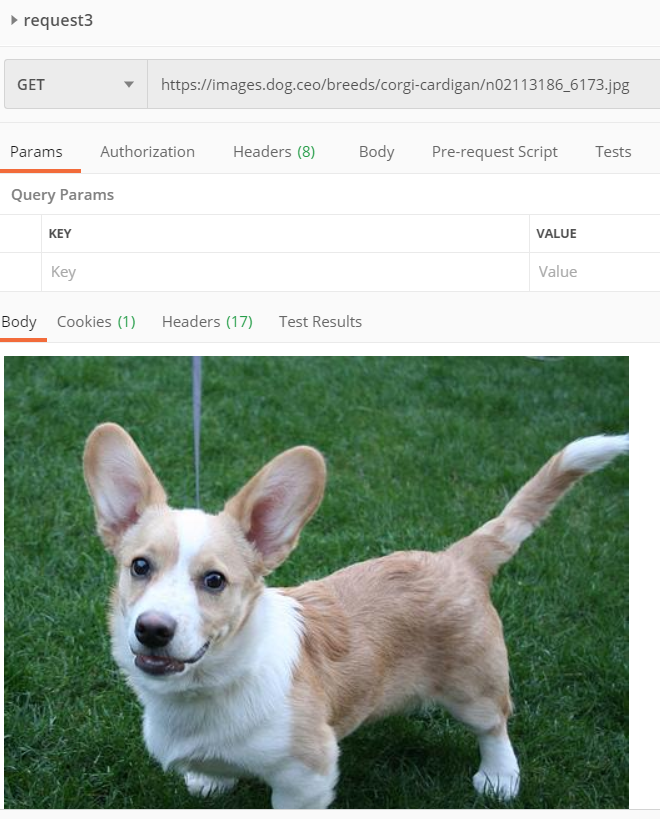 request3
GET https://images.dog.ceo/breeds/corgi-cardigan/n02113186_6173.jpg
Params Authorization Headers (8) Body Pre-request Script Tests
Query Params
KEY VALUE
Key Value
Body Cookies (1) Headers (17) Test Results